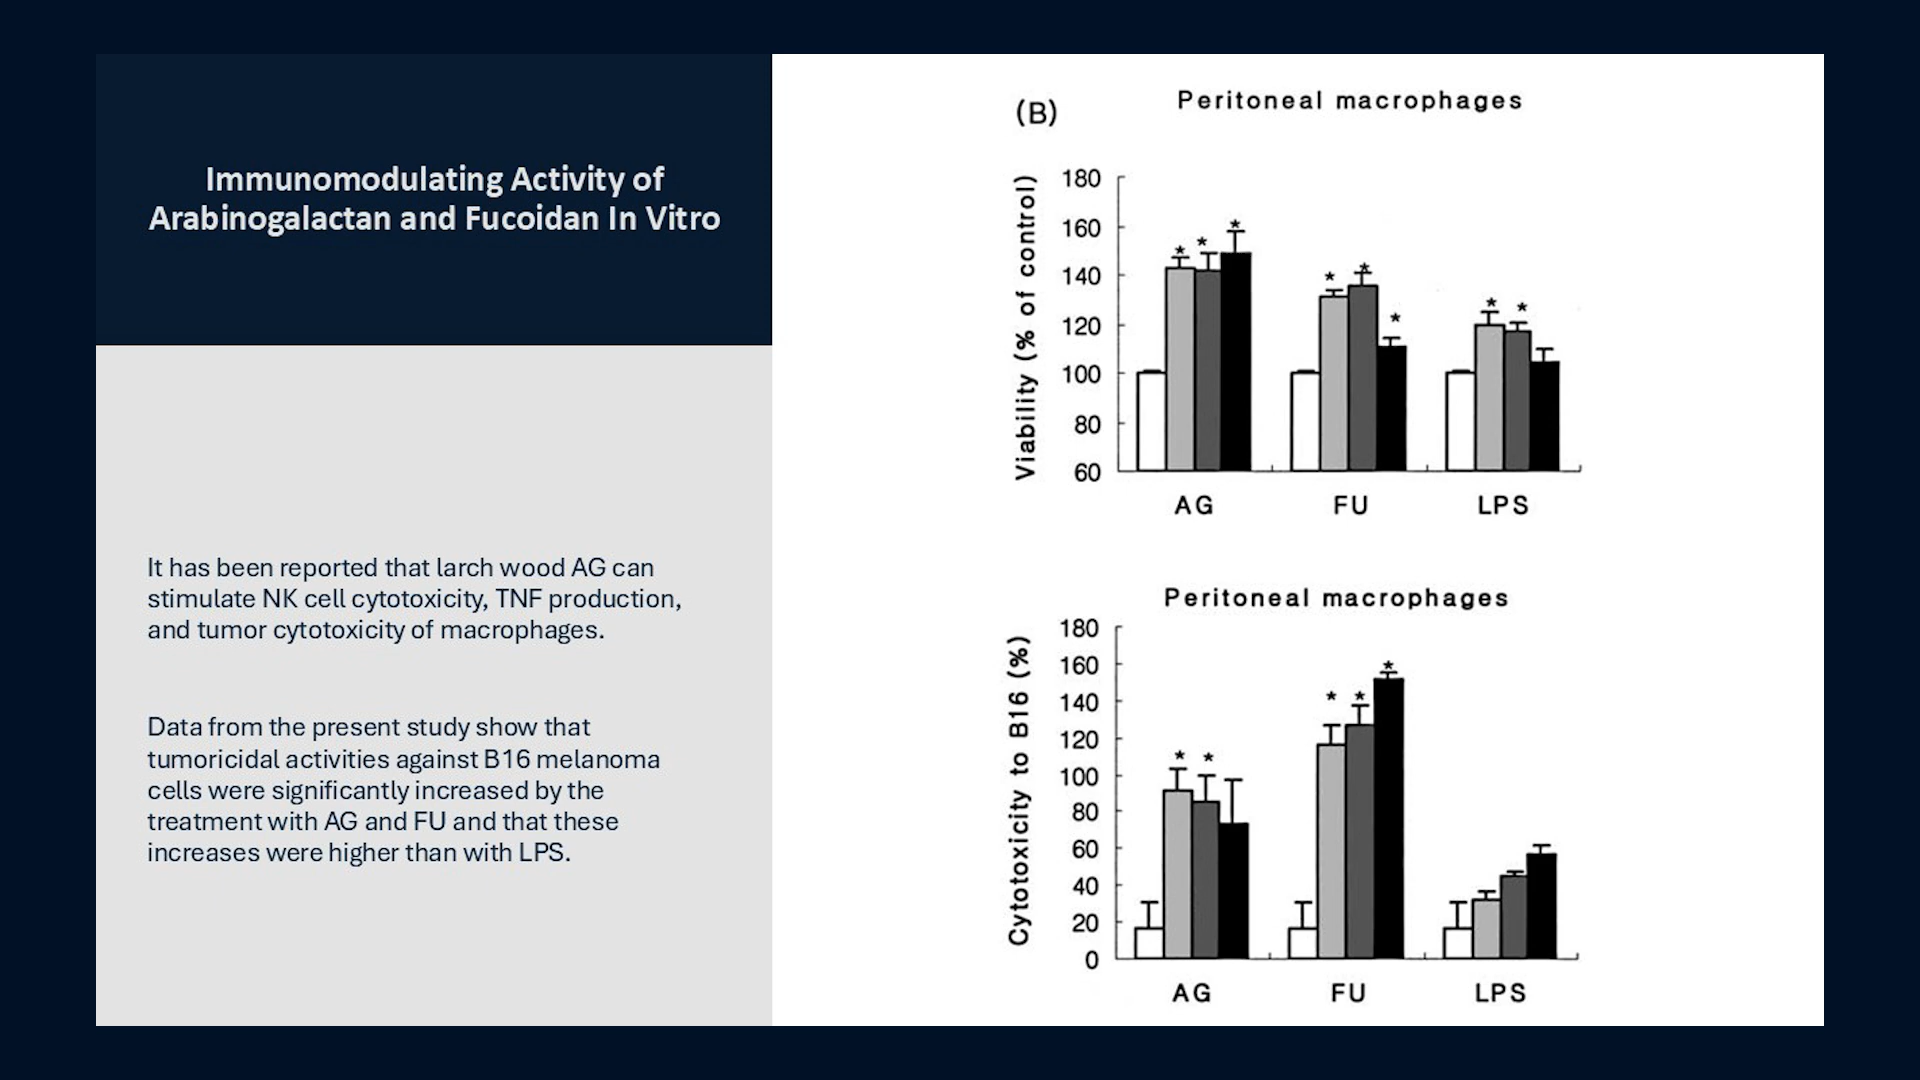 Immunomodulating Activity of
Arabinogalactan and Fucoidan In Vitro
It has been reported that larch wood AG can
stimulate NK cell cytotoxicity, TNF production,
and tumor cytotoxicity of macrophages.
Data from the present study show that
tumoricidal activities against B16 melanoma
cells were significantly increased by the
treatment with AG and FU and that these
increases were higher than with LPS.
(B)
Peritoneal macrophages
Viability (% of control)
180
160
140
120
100
80
60
* * *
* * *
* *
AG FU LPS
Peritoneal macrophages
Cytotoxicity to B16 (%)
180
160
140
120
100
80
60
40
20
0
* *
* * *
AG FU LPS